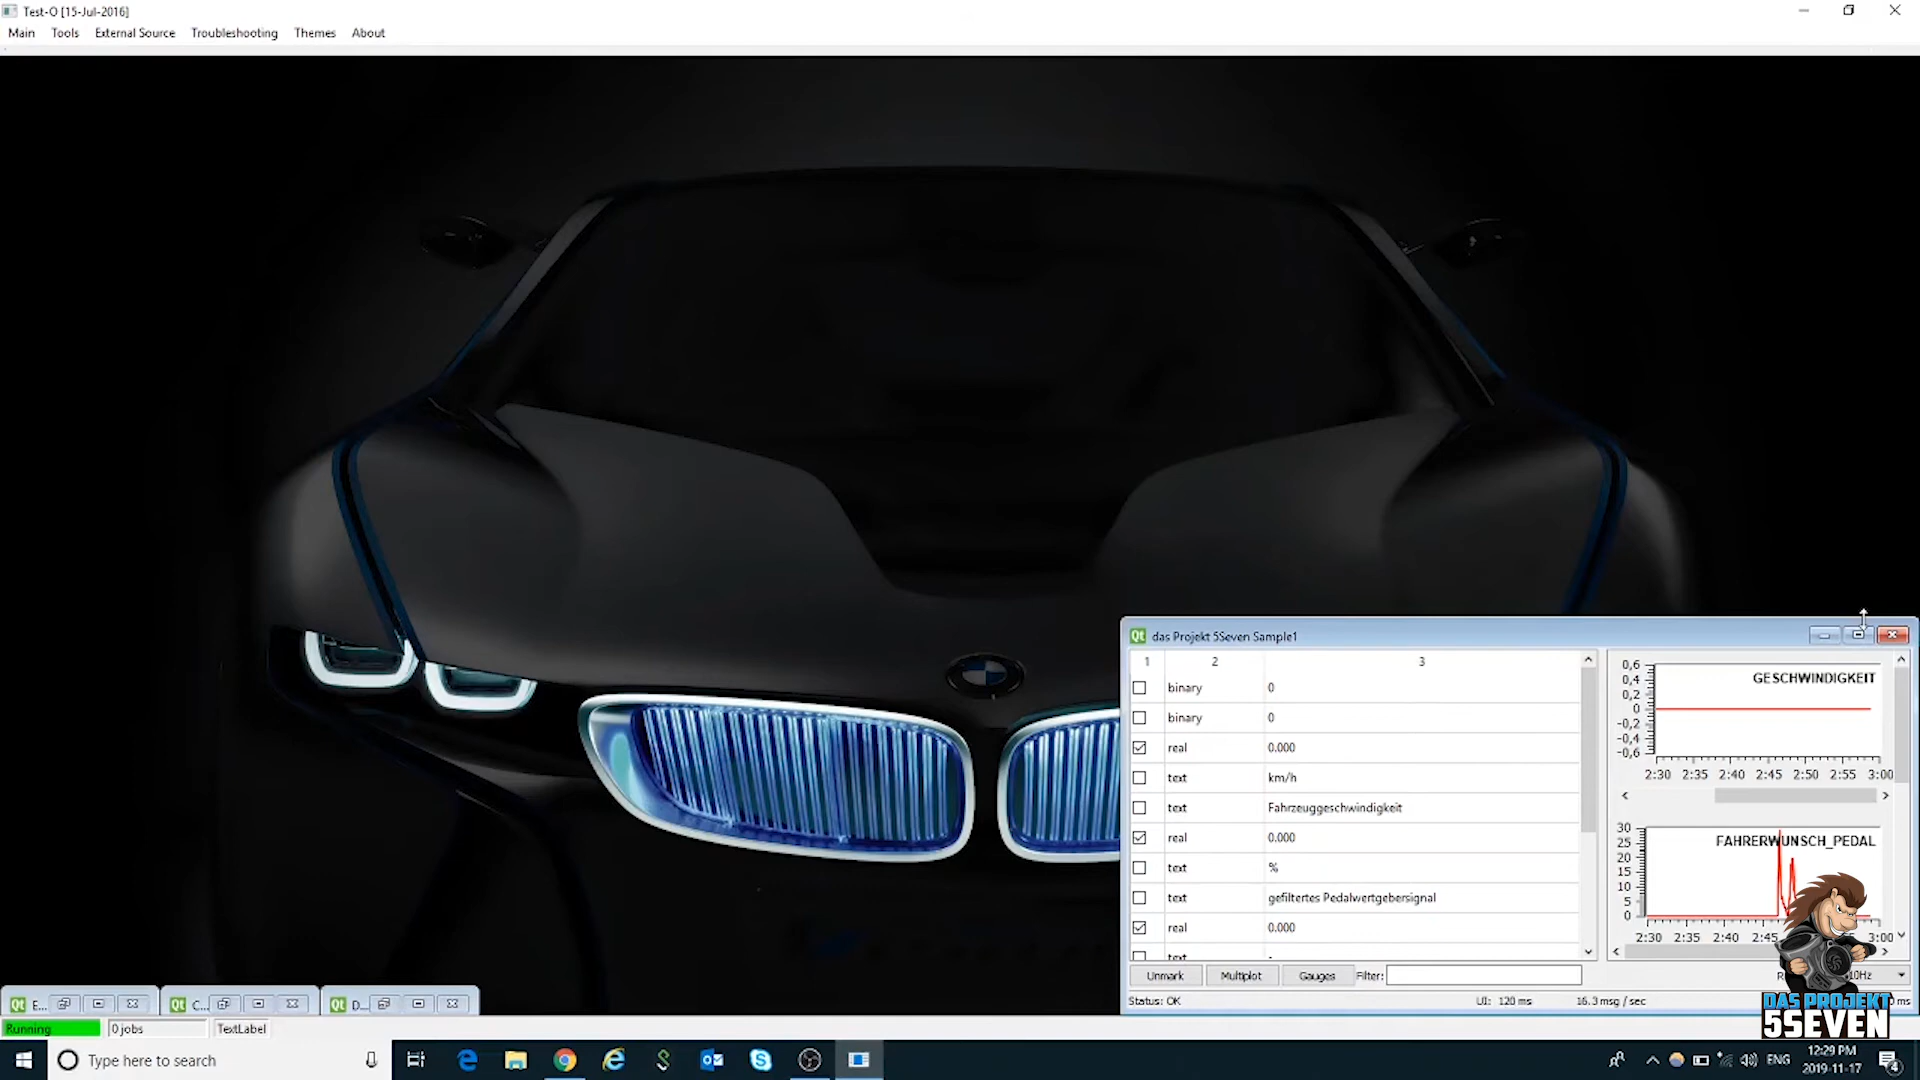 Test-O [15-Jul-2016]
Main Tools External Source Troubleshooting Themes About
das Projekt 5Seven Sample1
1 2 3
binary 0
binary 0
real 0.000
text km/h
text Fahrzeuggeschwindigkeit
real 0.000
text %
text gefiltertes Pedalwertgebersignal
real 0.000
text -
Unmark Multiplot Gauges Filter:
Status: OK UI: 120 ms 16.3 msg / sec
GESCHWINDIGKEIT
0,6
0,4
0,2
0
-0,2
-0,4
-0,6
2:30 2:35 2:40 2:45 2:50 2:55 3:00
FAHRERWUNSCH_PEDAL
30
25
20
15
10
5
0
2:30 2:35 2:40 2:45 3:00
10Hz
ms
DAS PROJEKT
5SEVEN
E... C... D...
Running 0 jobs TextLabel
Type here to search
ENG
12:29 PM
2019-11-17
4